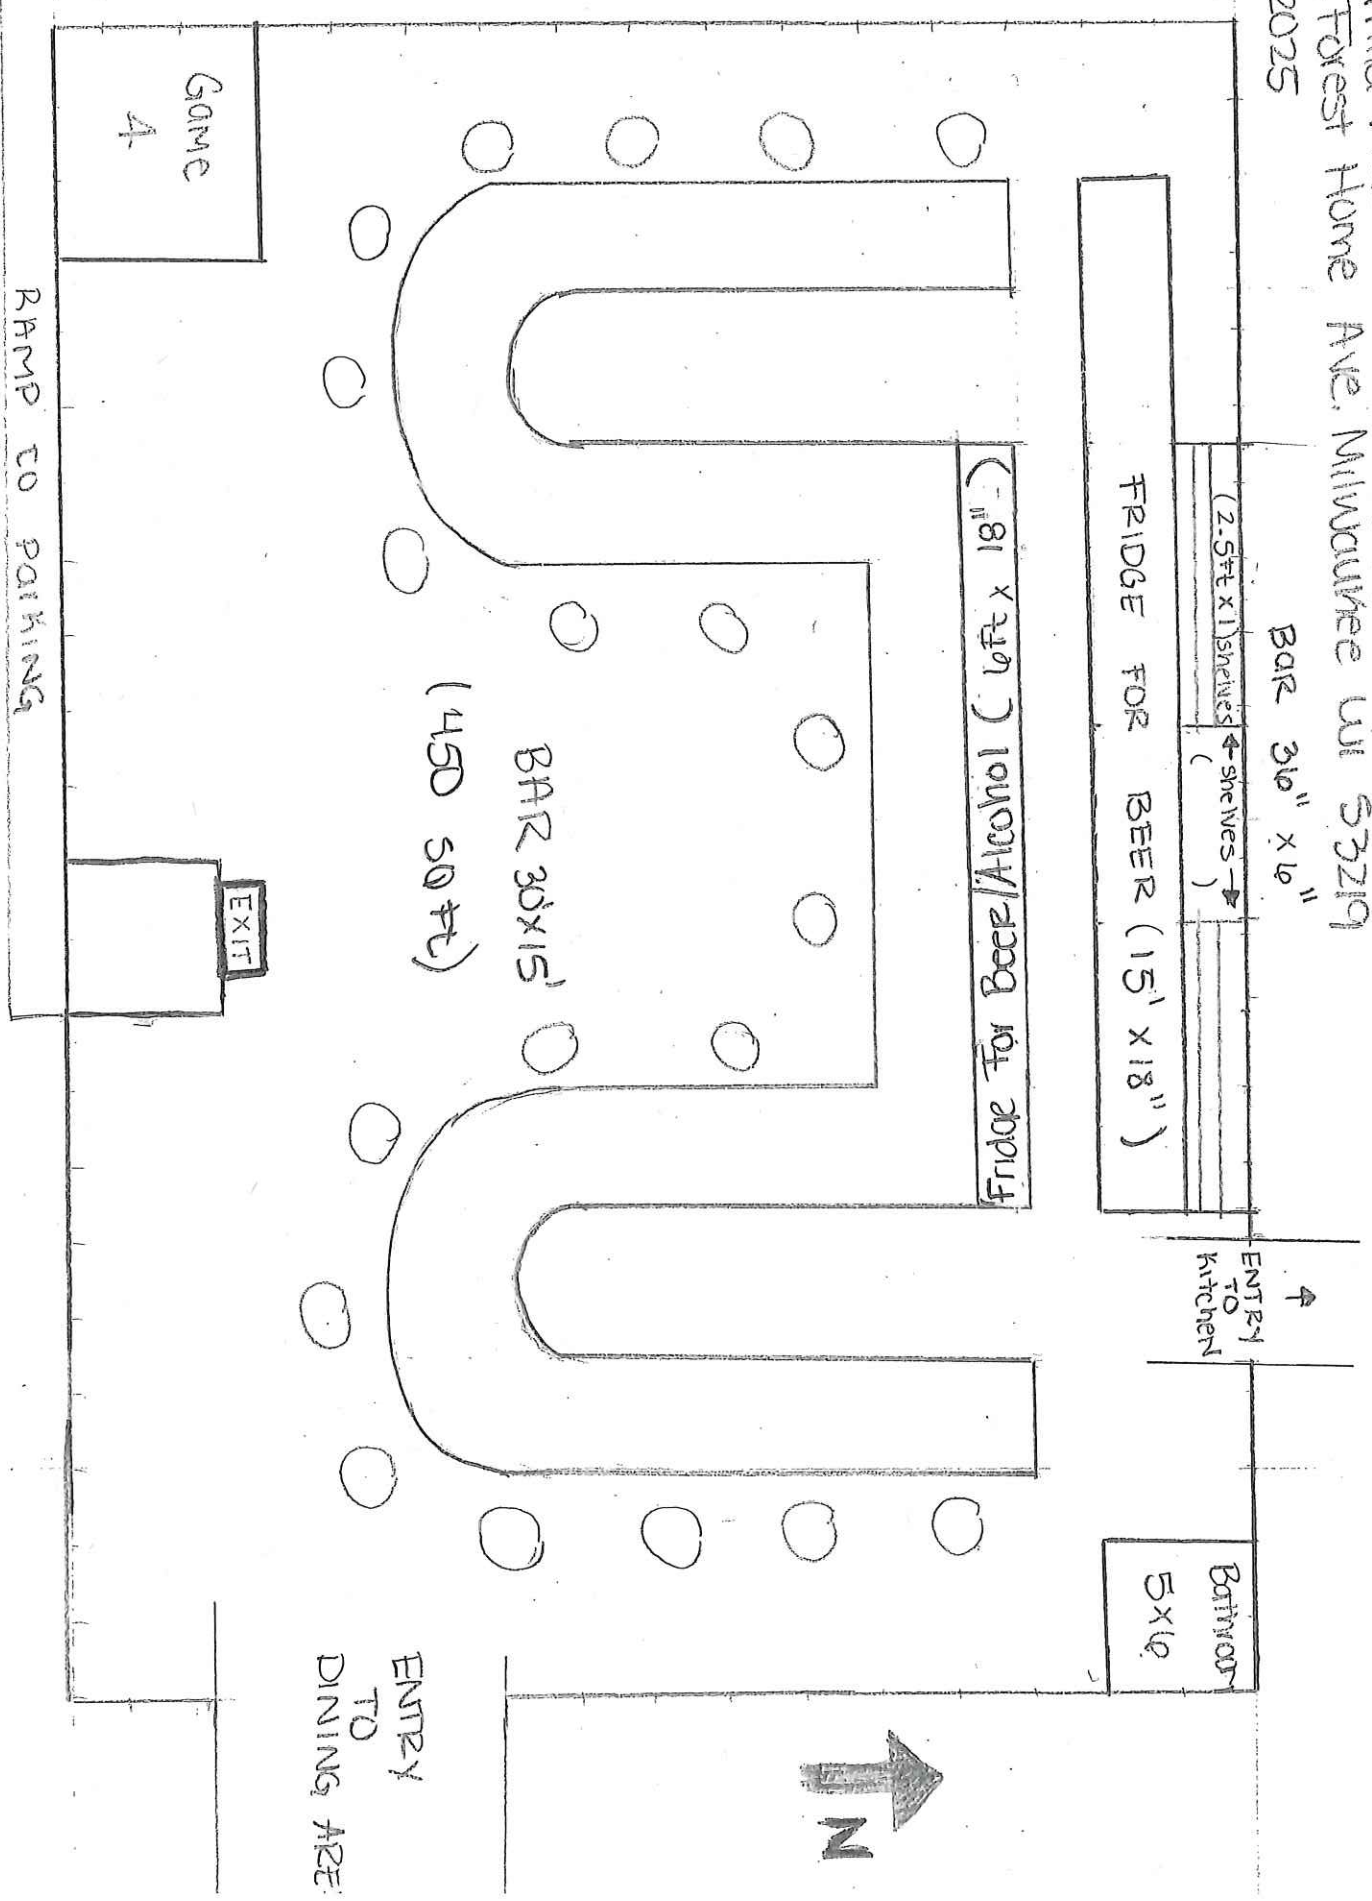 Forest Home Ave. Milwaukee wi 53219
2025
BAR 36" x 6"
(2.5ft x 1) shelves
shelves
( )
ENTRY
TO
Kitchen
Bathroom
5x6
FRIDGE FOR BEER (15' x 18")
Fridge For Beer/Alcohol ( 6ft x 18" )
N
BAR 30'x15'
(450 SQ Ft)
ENTRY
TO
DINING ARE
Game
4
EXIT
RAMP TO PARKING